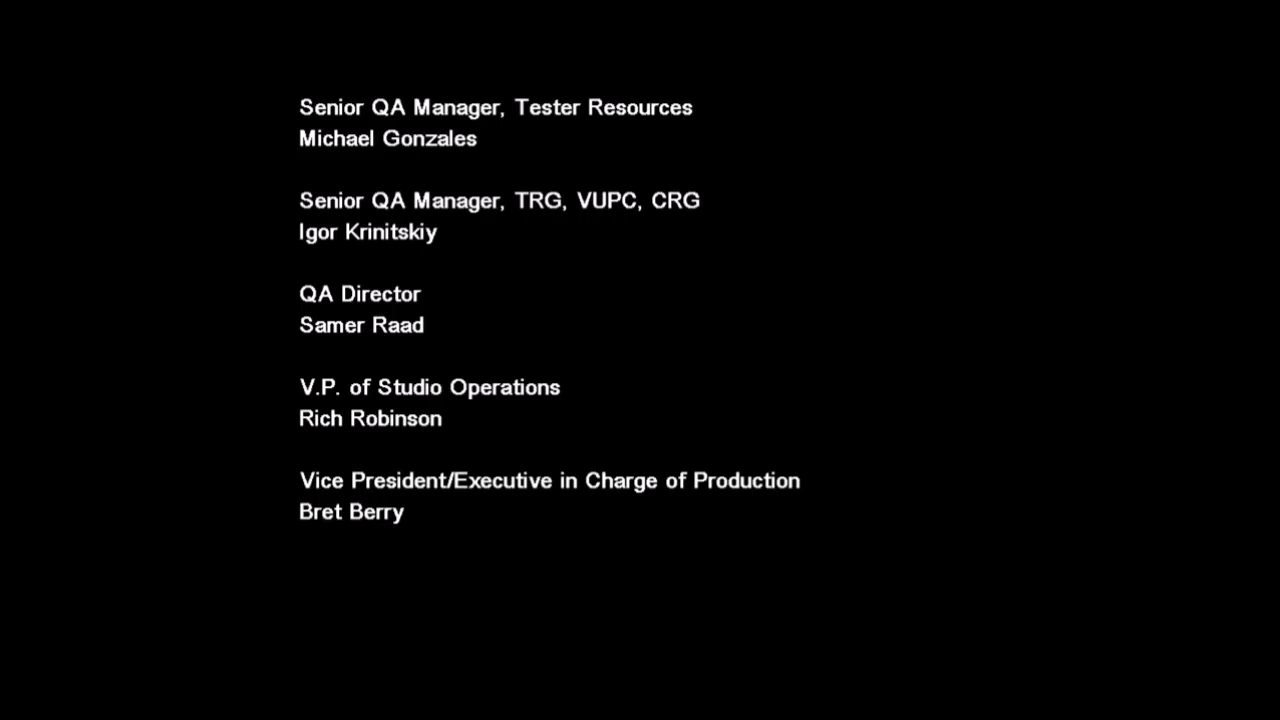 Senior QA Manager, Tester Resources
Michael Gonzales
Senior QA Manager, TRG, VUPC, CRG
Igor Krinitskiy
QA Director
Samer Raad
V.P. of Studio Operations
Rich Robinson
Vice President/Executive in Charge of Production
Bret Berry